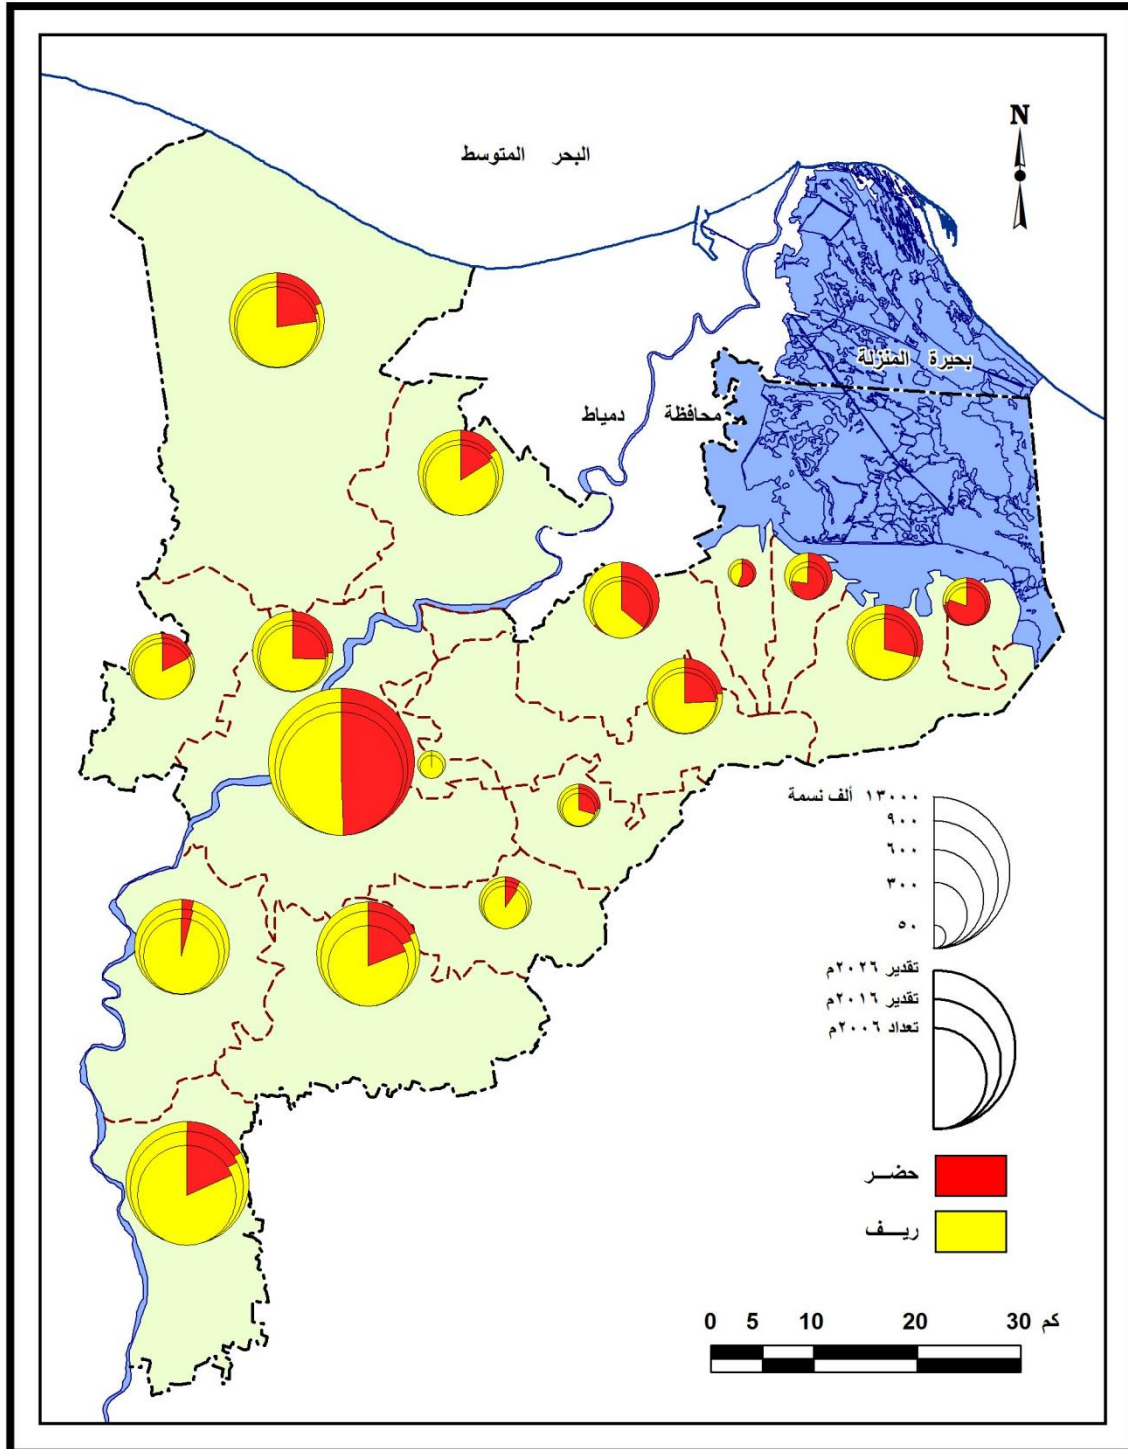 N
البحر المتوسط
بحيرة المنزلة
محافظة دمياط
١٣٠٠٠ ألف نسمة
٩٠٠
٦٠٠
٣٠٠
٥٠
تقدير ٢٠٢٦م
تقدير ٢٠١٦م
تعداد ٢٠٠٦م
حضـــر
ريـــف
0 5 10 20 30 كم